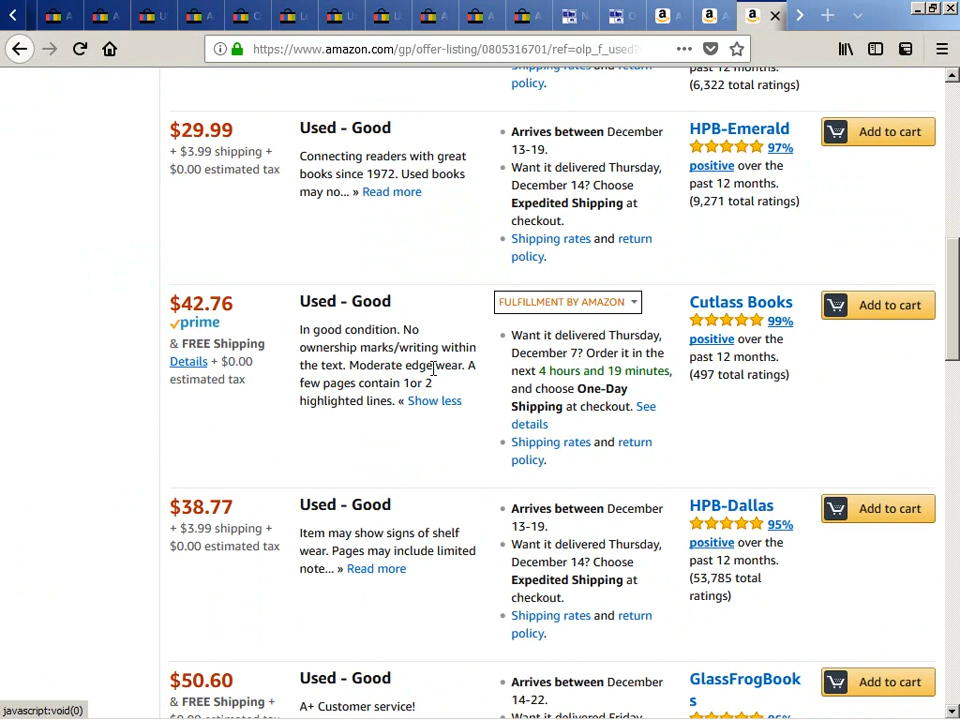 https://www.amazon.com/gp/offer-listing/0805316701/ref=olp_f_used?
policy.
past 12 months.
(6,322 total ratings)
$29.99
+ $3.99 shipping +
$0.00 estimated tax
Used - Good
Connecting readers with great
books since 1972. Used books
may no... » Read more
Arrives between December
13-19.
Want it delivered Thursday,
December 14? Choose
Expedited Shipping at
checkout.
Shipping rates and return
policy.
HPB-Emerald
97%
positive over the
past 12 months.
(9,271 total ratings)
Add to cart
$42.76
prime
& FREE Shipping
Details + $0.00
estimated tax
Used - Good
In good condition. No
ownership marks/writing within
the text. Moderate edgewear. A
few pages contain 1or 2
highlighted lines. « Show less
FULFILLMENT BY AMAZON
Want it delivered Thursday,
December 7? Order it in the
next 4 hours and 19 minutes,
and choose One-Day
Shipping at checkout. See
details
Shipping rates and return
policy.
Cutlass Books
99%
positive over the
past 12 months.
(497 total ratings)
Add to cart
$38.77
+ $3.99 shipping +
$0.00 estimated tax
Used - Good
Item may show signs of shelf
wear. Pages may include limited
note... » Read more
Arrives between December
13-19.
Want it delivered Thursday,
December 14? Choose
Expedited Shipping at
checkout.
Shipping rates and return
policy.
HPB-Dallas
95%
positive over the
past 12 months.
(53,785 total
ratings)
Add to cart
$50.60
& FREE Shipping +
Used - Good
A+ Customer service!
Arrives between December
14-22.
GlassFrogBook
s
Add to cart
javascript:void(0)